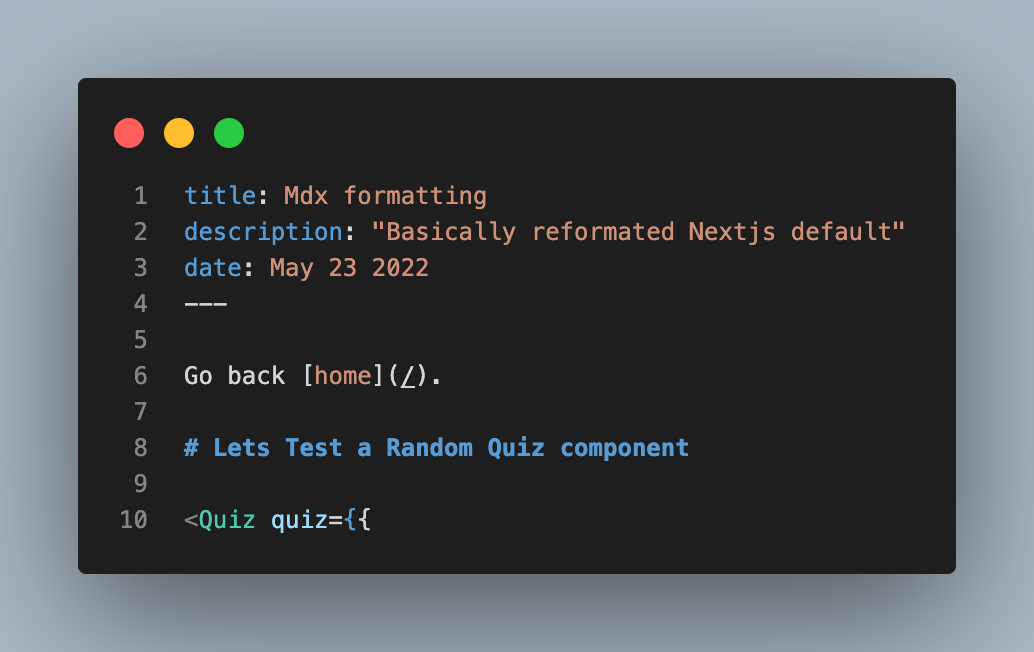 1 title: Mdx formatting
2 description: "Basically reformated Nextjs default"
3 date: May 23 2022
4 ---
5
6 Go back [home](/).
7
8 # Lets Test a Random Quiz component
9
10 <Quiz quiz={{